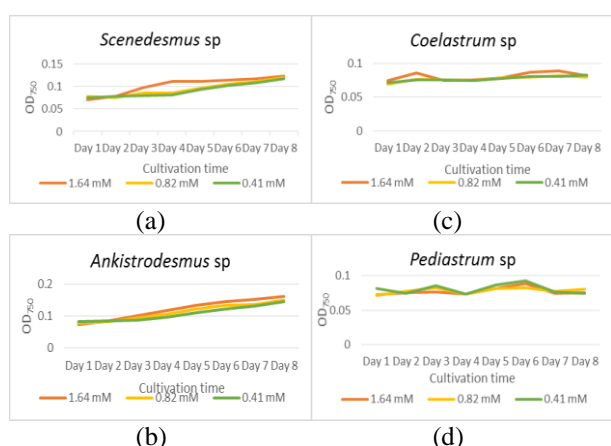 Scenedesmus sp
0.15
0.1
0.05
0
OD750
Day 1 Day 2 Day 3 Day 4 Day 5 Day 6 Day 7 Day 8
Cultivation time
1.64 mM 0.82 mM 0.41 mM
(a)
Coelastrum sp
0.1
0.05
0
OD750
Day 1 Day 2 Day 3 Day 4 Day 5 Day 6 Day 7 Day 8
Cultivation time
1.64 mM 0.82 mM 0.41 mM
(c)
Ankistrodesmus sp
0.2
0.1
0
OD750
Day 1 Day 2 Day 3 Day 4 Day 5 Day 6 Day 7 Day 8
Cultivation time
1.64 mM 0.82 mM 0.41 mM
(b)
Pediastrum sp
0.1
0.05
0
OD750
Day 1 Day 2 Day 3 Day 4 Day 5 Day 6 Day 7 Day 8
Cultivation time
1.64 mM 0.82 mM 0.41 mM
(d)